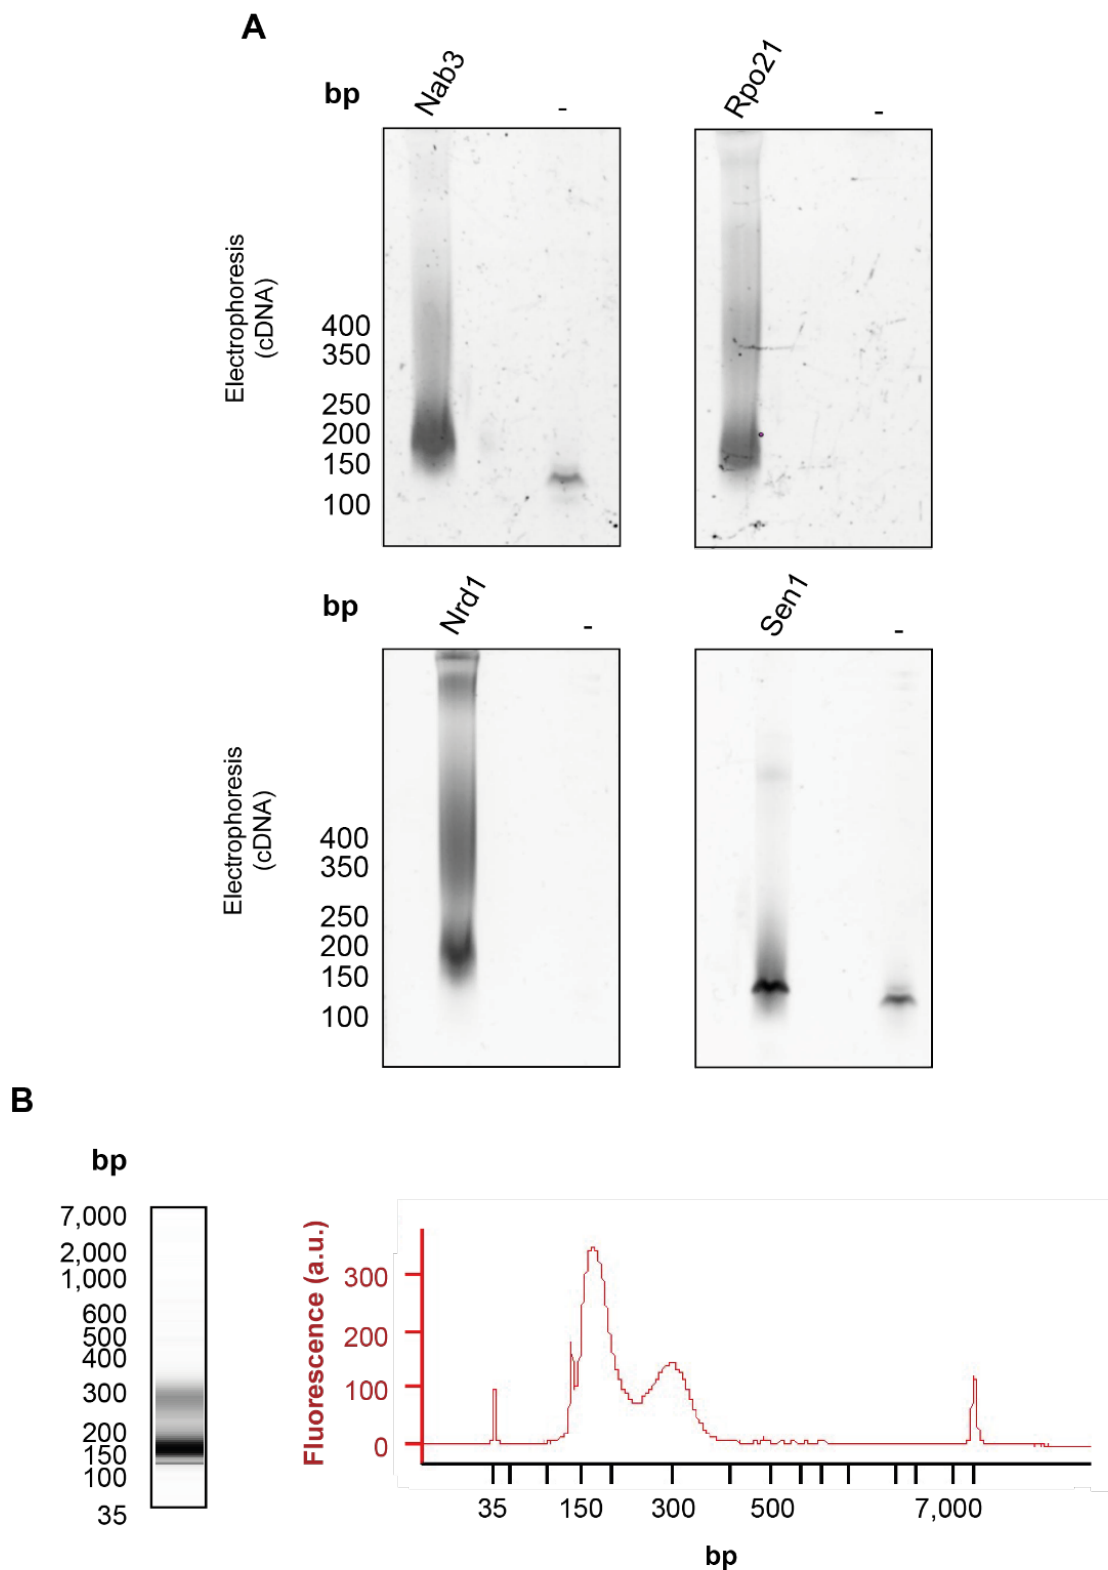 A
bp
Nab3
-
Rpo21
-
Electrophoresis
(cDNA)
400
350
250
200
150
100
bp
Nrd1
-
Sen1
-
Electrophoresis
(cDNA)
400
350
250
200
150
100
B
bp
7,000
2,000
1,000
600
500
400
300
200
150
100
35
Fluorescence (a.u.)
300
200
100
0
35 150 300 500 7,000
bp